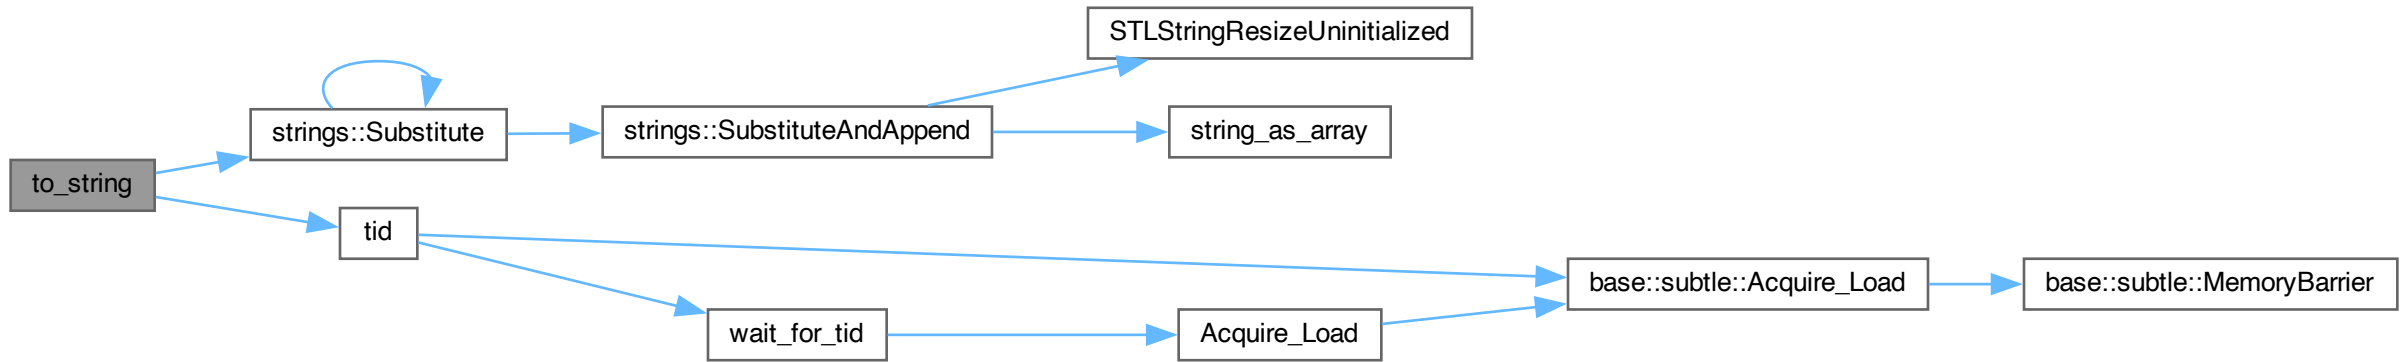 to_string
strings::Substitute
strings::SubstituteAndAppend
STLStringResizeUninitialized
string_as_array
tid
base::subtle::Acquire_Load
base::subtle::MemoryBarrier
wait_for_tid
Acquire_Load